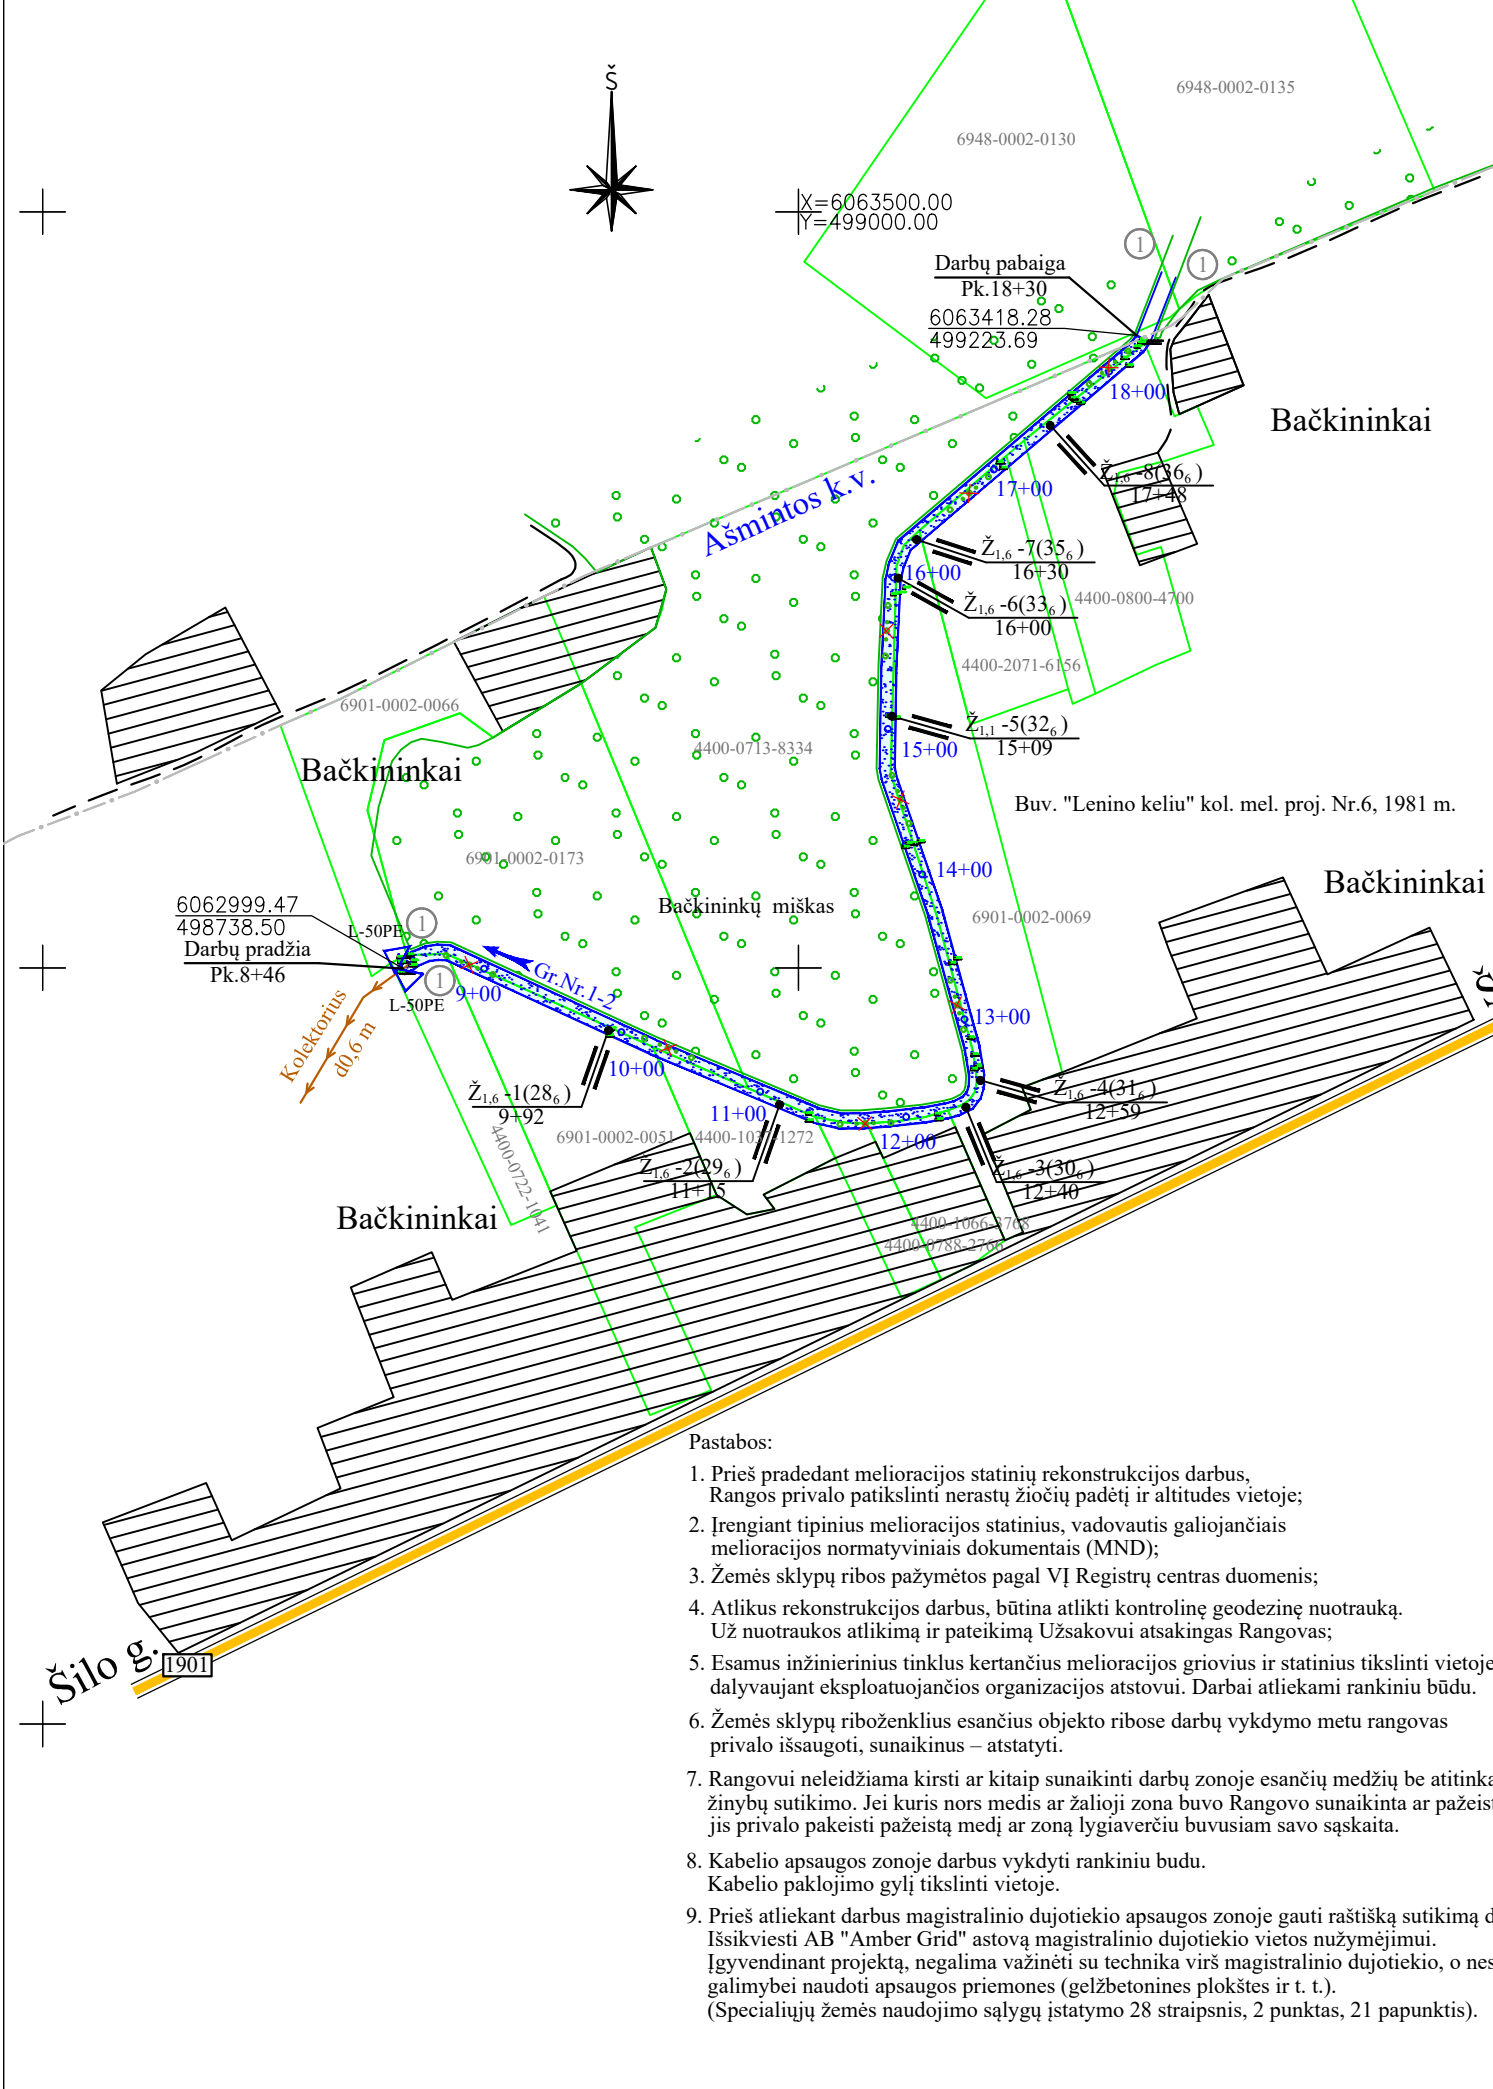 Š
6948-0002-0135
6948-0002-0130
X=6063500.00
Y=499000.00
1
1
Darbų pabaiga
Pk.18+30
6063418.28
499223.69
18+00
Bačkininkai
Ž1,6 -8(366)
17+48
17+00
Ašmintos k.v.
Ž1,6 -7(356)
16+30
16+00
Ž1,6 -6(336)
16+00
4400-0800-4700
4400-2071-6156
6901-0002-0066
Ž1,1 -5(326)
15+09
15+00
4400-0713-8334
Bačkininkai
Buv. "Lenino keliu" kol. mel. proj. Nr.6, 1981 m.
6901-0002-0173
14+00
Bačkininkai
Bačkininkų miškas
6901-0002-0069
6062999.47
498738.50
Darbų pradžia
Pk.8+46
L-50PE
1
1
L-50PE
9+00
Gr.Nr.1-2
Kolektorius
d0,6 m
13+00
10+00
Ž1,6 -1(286)
9+92
Ž1,6 -4(316)
12+59
11+00
12+00
6901-0002-0051
4400-1037-1272
4400-0722-1041
Ž1,6 -2(296)
11+15
Ž1,6 -3(306)
12+40
Bačkininkai
4400-1066-3768
4400-0788-2766
Šilo g.
1901
Pastabos:
1. Prieš pradedant melioracijos statinių rekonstrukcijos darbus,
Rangos privalo patikslinti nerastų žiočių padėtį ir altitudes vietoje;
2. Įrengiant tipinius melioracijos statinius, vadovautis galiojančiais
melioracijos normatyviniais dokumentais (MND);
3. Žemės sklypų ribos pažymėtos pagal VĮ Registrų centras duomenis;
4. Atlikus rekonstrukcijos darbus, būtina atlikti kontrolinę geodezinę nuotrauką.
Už nuotraukos atlikimą ir pateikimą Užsakovui atsakingas Rangovas;
5. Esamus inžinierinius tinklus kertančius melioracijos griovius ir statinius tikslinti vietoje
dalyvaujant eksploatuojančios organizacijos atstovui. Darbai atliekami rankiniu būdu.
6. Žemės sklypų riboženklius esančius objekto ribose darbų vykdymo metu rangovas
privalo išsaugoti, sunaikinus – atstatyti.
7. Rangovui neleidžiama kirsti ar kitaip sunaikinti darbų zonoje esančių medžių be atitinka
žinybų sutikimo. Jei kuris nors medis ar žalioji zona buvo Rangovo sunaikinta ar pažeist
jis privalo pakeisti pažeistą medį ar zoną lygiaverčiu buvusiam savo sąskaita.
8. Kabelio apsaugos zonoje darbus vykdyti rankiniu budu.
Kabelio paklojimo gylį tikslinti vietoje.
9. Prieš atliekant darbus magistralinio dujotiekio apsaugos zonoje gauti raštišką sutikimą d
Išsikviesti AB "Amber Grid" astovą magistralinio dujotiekio vietos nužymėjimui.
Įgyvendinant projektą, negalima važinėti su technika virš magistralinio dujotiekio, o nes
galimybei naudoti apsaugos priemones (gelžbetonines plokštes ir t. t.).
(Specialiųjų žemės naudojimo sąlygų įstatymo 28 straipsnis, 2 punktas, 21 papunktis).